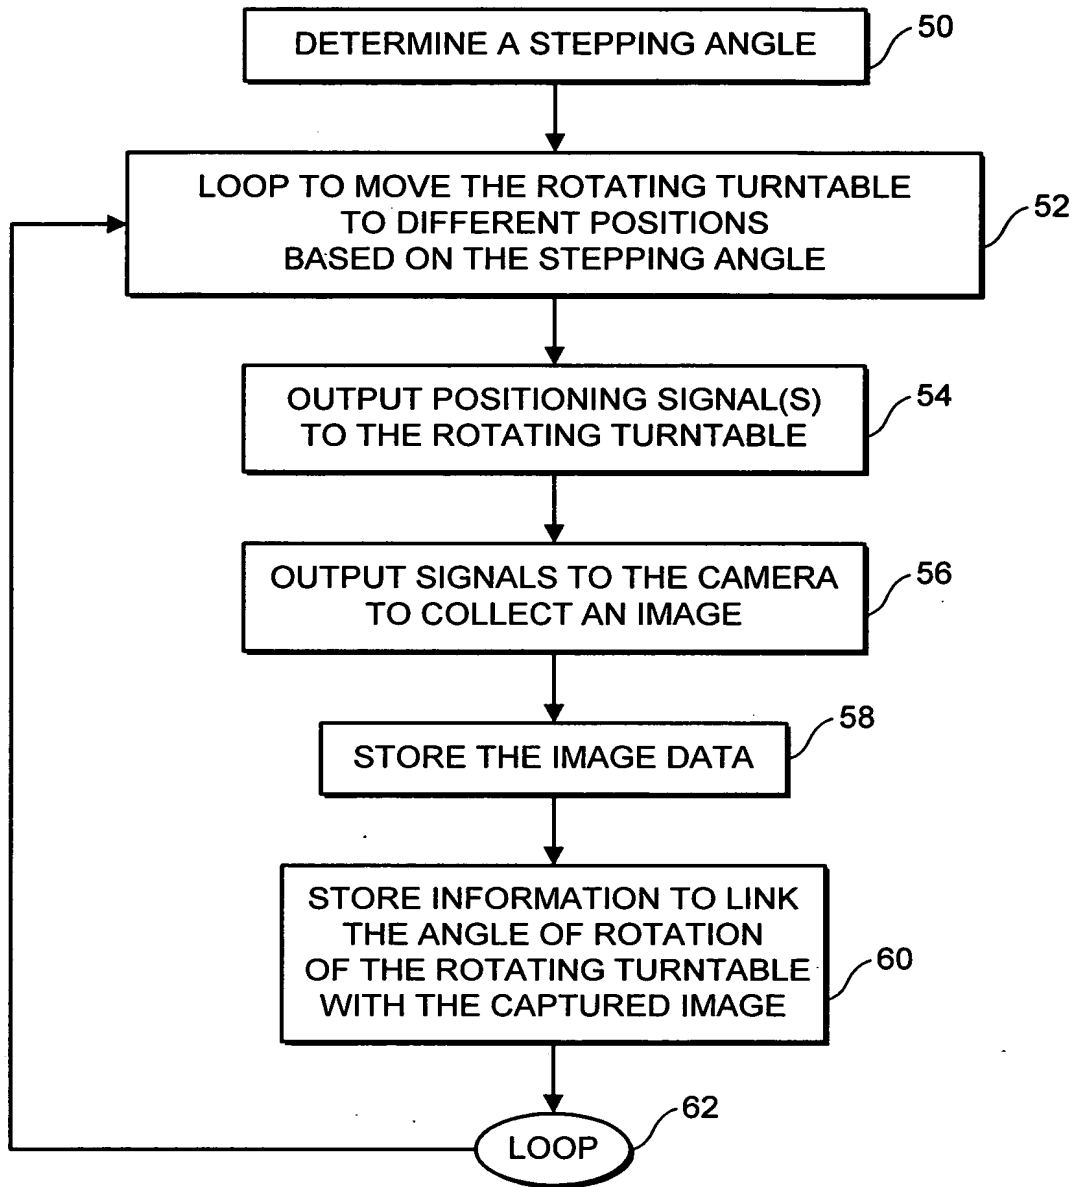 DETERMINE A STEPPING ANGLE
50
LOOP TO MOVE THE ROTATING TURNTABLE
TO DIFFERENT POSITIONS
BASED ON THE STEPPING ANGLE
52
OUTPUT POSITIONING SIGNAL(S)
TO THE ROTATING TURNTABLE
54
OUTPUT SIGNALS TO THE CAMERA
TO COLLECT AN IMAGE
56
STORE THE IMAGE DATA
58
STORE INFORMATION TO LINK
THE ANGLE OF ROTATION
OF THE ROTATING TURNTABLE
WITH THE CAPTURED IMAGE
60
LOOP
62